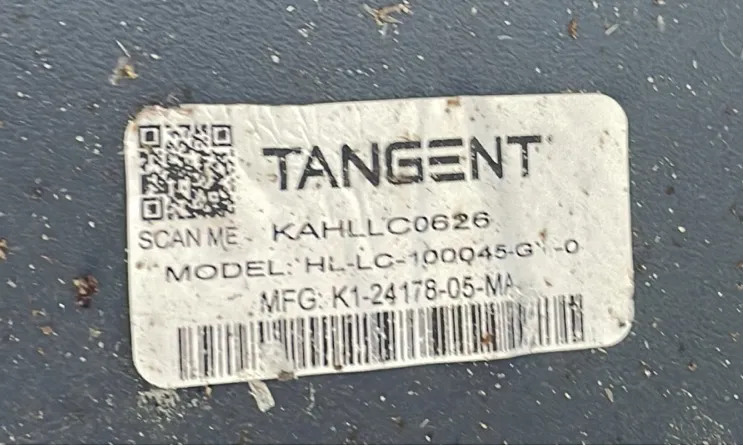 TANGENT
SCAN ME
KAHLLC0626
MFG: K1-24178-05-MA
MODEL: